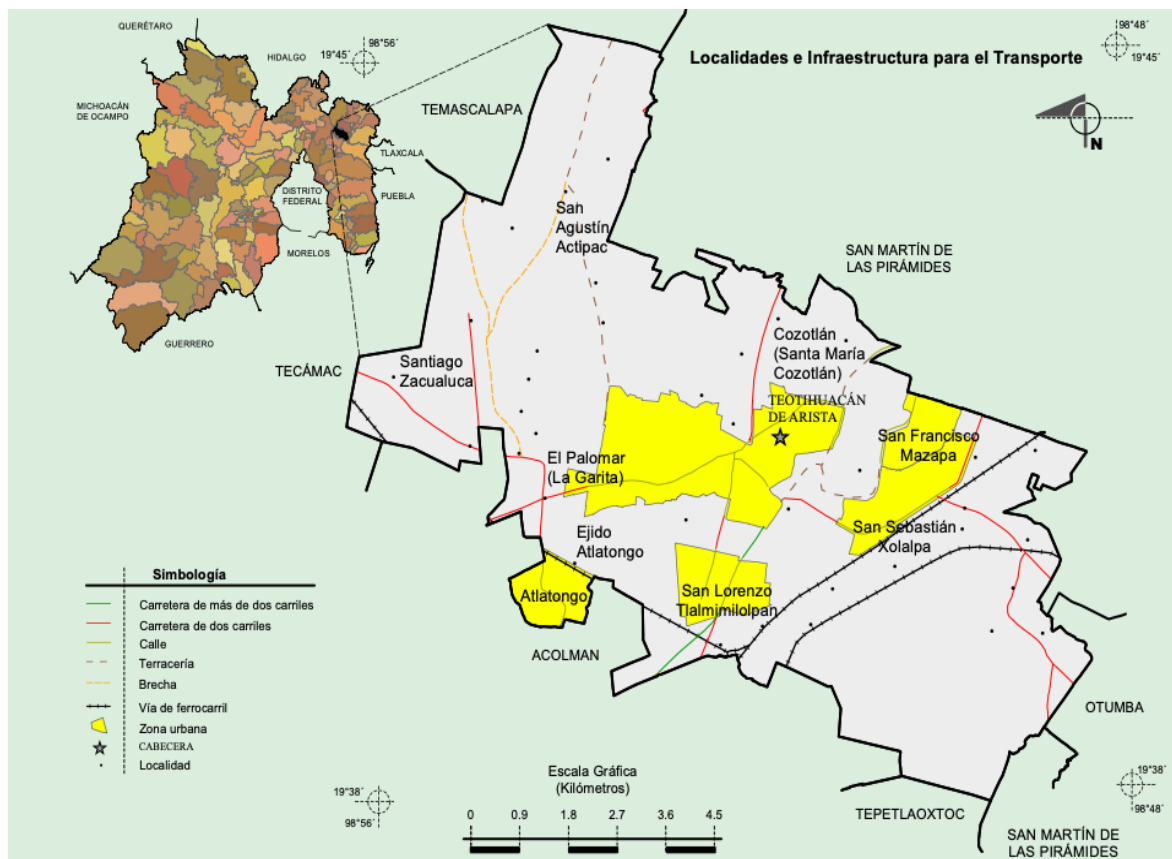 QUERÉTARO
HIDALGO
19°45´
98°56´
MICHOACÁN
DE OCAMPO
TLAXCALA
DISTRITO
FEDERAL
PUEBLA
MORELOS
GUERRERO
98°48´
19°45´
Localidades e Infraestructura para el Transporte
N
TEMASCALAPA
San
Agustín
Actipac
SAN MARTÍN DE
LAS PIRÁMIDES
TECÁMAC
Santiago
Zacualuca
Cozotlán
(Santa María
Cozotlán)
TEOTIHUACÁN
DE ARISTA
San Francisco
Mazapa
El Palomar
(La Garita)
Ejido
Atlatongo
San Sebastián
Xolalpa
Atlatongo
San Lorenzo
Tlalmimilolpan
ACOLMAN
OTUMBA
TEPETLAOXTOC
SAN MARTÍN DE
LAS PIRÁMIDES
19°38´
98°48´
Simbología
Carretera de más de dos carriles
Carretera de dos carriles
Calle
Terracería
Brecha
Vía de ferrocarril
Zona urbana
CABECERA
Localidad
19°38´
98°56´
Escala Gráfica
(Kilómetros)
0 0.9 1.8 2.7 3.6 4.5